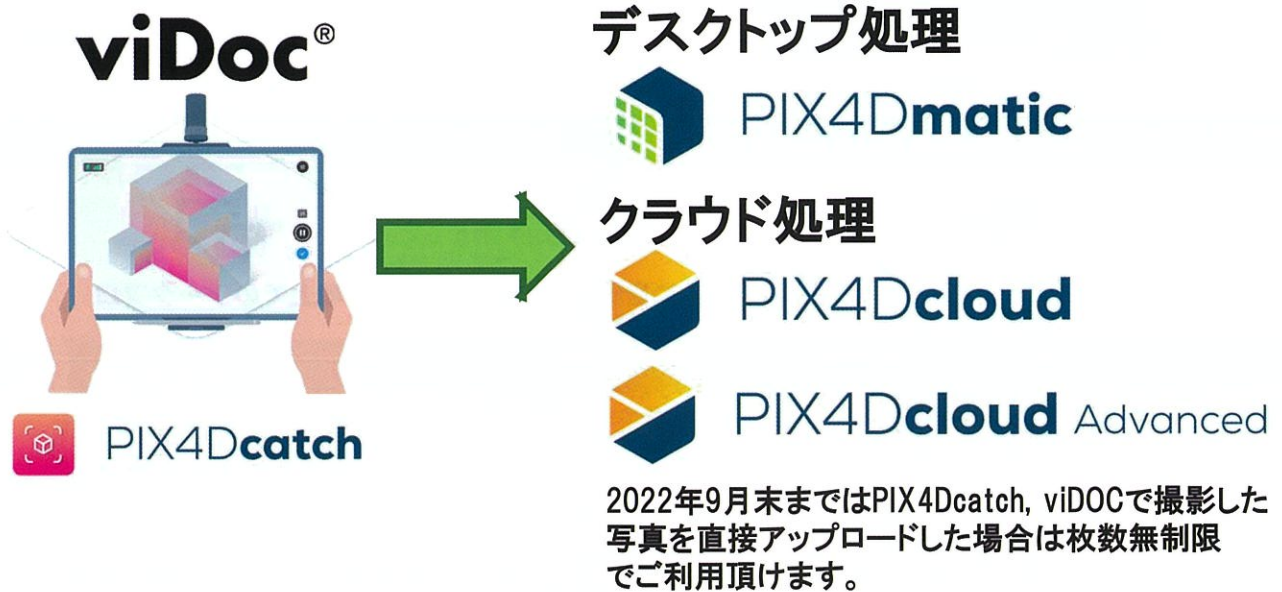 viDoc®
PIX4Dcatch
デスクトップ処理
PIX4Dmatic
クラウド処理
PIX4Dcloud
PIX4Dcloud Advanced
2022年9月末まではPIX4Dcatch, viDOCで撮影した
写真を直接アップロードした場合は枚数無制限
でご利用頂けます。